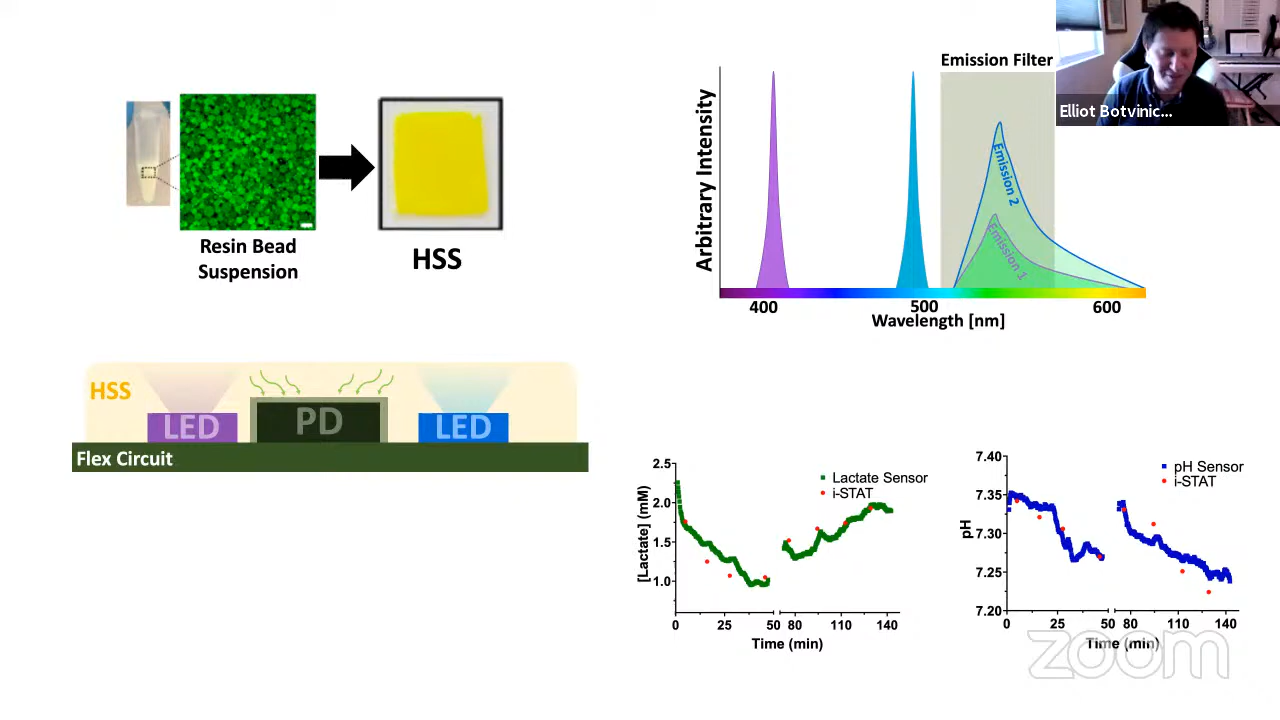 Emission Filter
Elliot Botvinic...
Arbitrary Intensity
Emission 2
Emission 1
400
500
600
Wavelength [nm]
Resin Bead
Suspension
HSS
HSS
LED
PD
LED
Flex Circuit
2.5
2.0
1.5
1.0
[Lactate] (mM)
Lactate Sensor
i-STAT
0
25
50
80
110
140
Time (min)
7.40
7.35
7.30
7.25
7.20
pH
pH Sensor
i-STAT
0
25
50
80
110
140
Time (min)
zoom